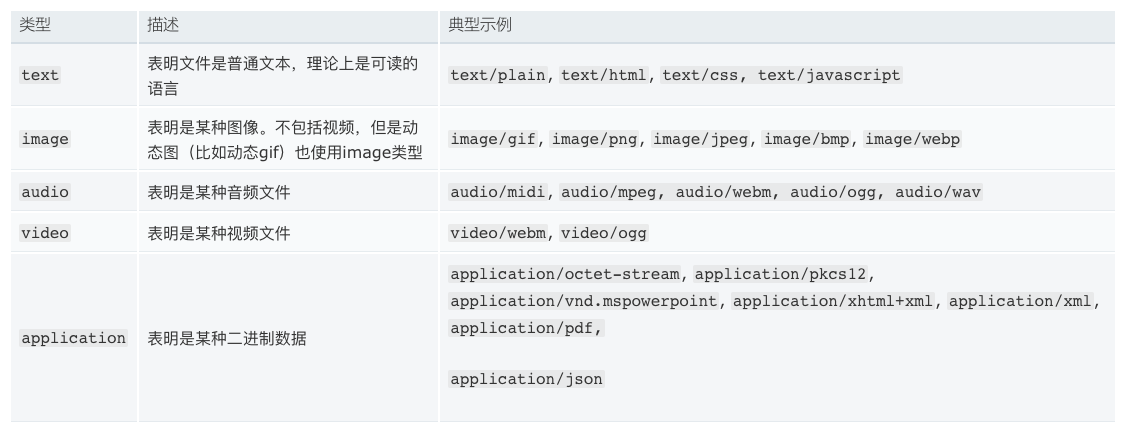 类型 描述 典型示例
text 表明文件是普通文本，理论上是可读的
语言 text/plain, text/html, text/css, text/javascript
image 表明是某种图像。不包括视频，但是动
态图（比如动态gif）也使用image类型 image/gif, image/png, image/jpeg, image/bmp, image/webp
audio 表明是某种音频文件 audio/midi, audio/mpeg, audio/webm, audio/ogg, audio/wav
video 表明是某种视频文件 video/webm, video/ogg
application 表明是某种二进制数据 application/octet-stream, application/pkcs12,
application/vnd.mspowerpoint, application/xhtml+xml, application/xml,
application/pdf,
application/json